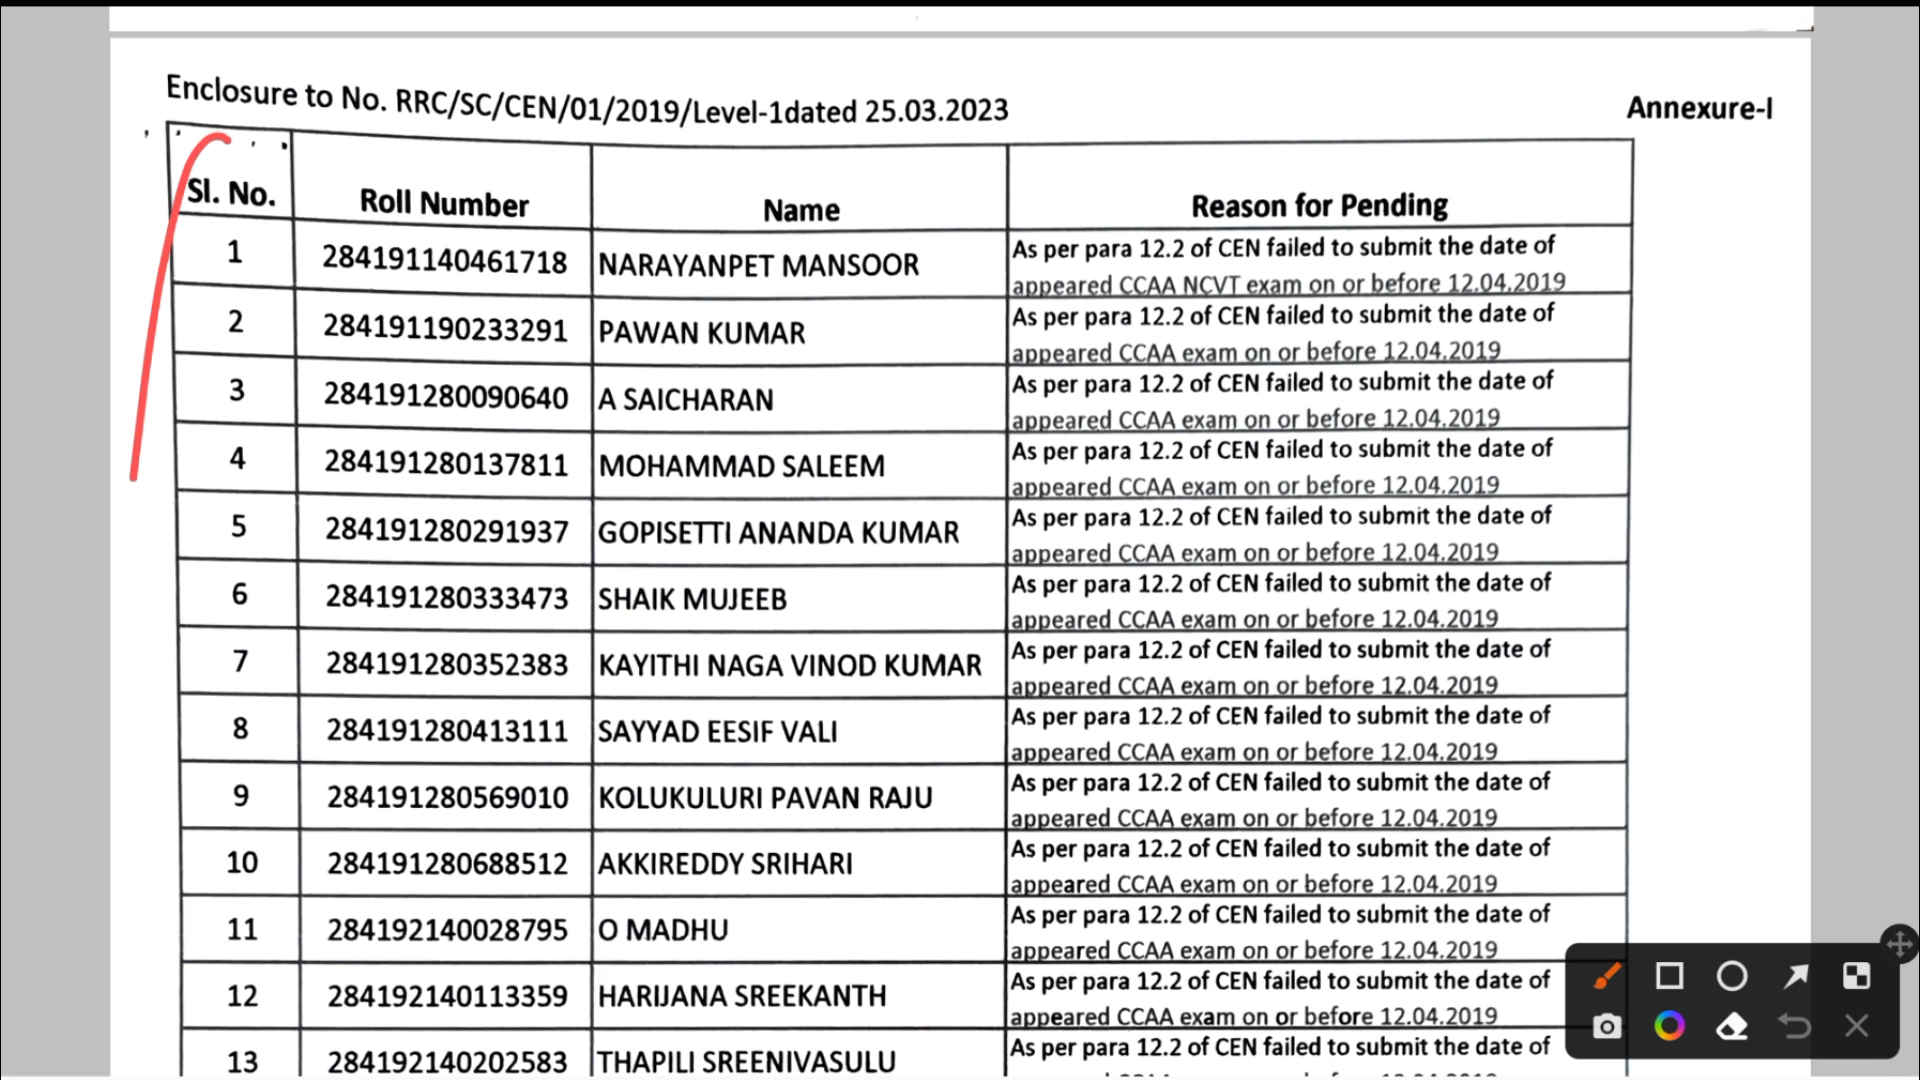 Enclosure to No. RRC/SC/CEN/01/2019/Level-1dated 25.03.2023
Annexure-I
Sl. No. Roll Number Name Reason for Pending
1 284191140461718 NARAYANPET MANSOOR As per para 12.2 of CEN failed to submit the date of
appeared CCAA NCVT exam on or before 12.04.2019
2 284191190233291 PAWAN KUMAR As per para 12.2 of CEN failed to submit the date of
appeared CCAA exam on or before 12.04.2019
3 284191280090640 A SAICHARAN As per para 12.2 of CEN failed to submit the date of
appeared CCAA exam on or before 12.04.2019
4 284191280137811 MOHAMMAD SALEEM As per para 12.2 of CEN failed to submit the date of
appeared CCAA exam on or before 12.04.2019
5 284191280291937 GOPISETTI ANANDA KUMAR As per para 12.2 of CEN failed to submit the date of
appeared CCAA exam on or before 12.04.2019
6 284191280333473 SHAIK MUJEEB As per para 12.2 of CEN failed to submit the date of
appeared CCAA exam on or before 12.04.2019
7 284191280352383 KAYITHI NAGA VINOD KUMAR As per para 12.2 of CEN failed to submit the date of
appeared CCAA exam on or before 12.04.2019
8 284191280413111 SAYYAD EESIF VALI As per para 12.2 of CEN failed to submit the date of
appeared CCAA exam on or before 12.04.2019
9 284191280569010 KOLUKULURI PAVAN RAJU As per para 12.2 of CEN failed to submit the date of
appeared CCAA exam on or before 12.04.2019
10 284191280688512 AKKIREDDY SRIHARI As per para 12.2 of CEN failed to submit the date of
appeared CCAA exam on or before 12.04.2019
11 284192140028795 O MADHU As per para 12.2 of CEN failed to submit the date of
appeared CCAA exam on or before 12.04.2019
12 284192140113359 HARIJANA SREEKANTH As per para 12.2 of CEN failed to submit the date of
appeared CCAA exam on or before 12.04.2019
13 284192140202583 THAPILI SREENIVASULU As per para 12.2 of CEN failed to submit the date of